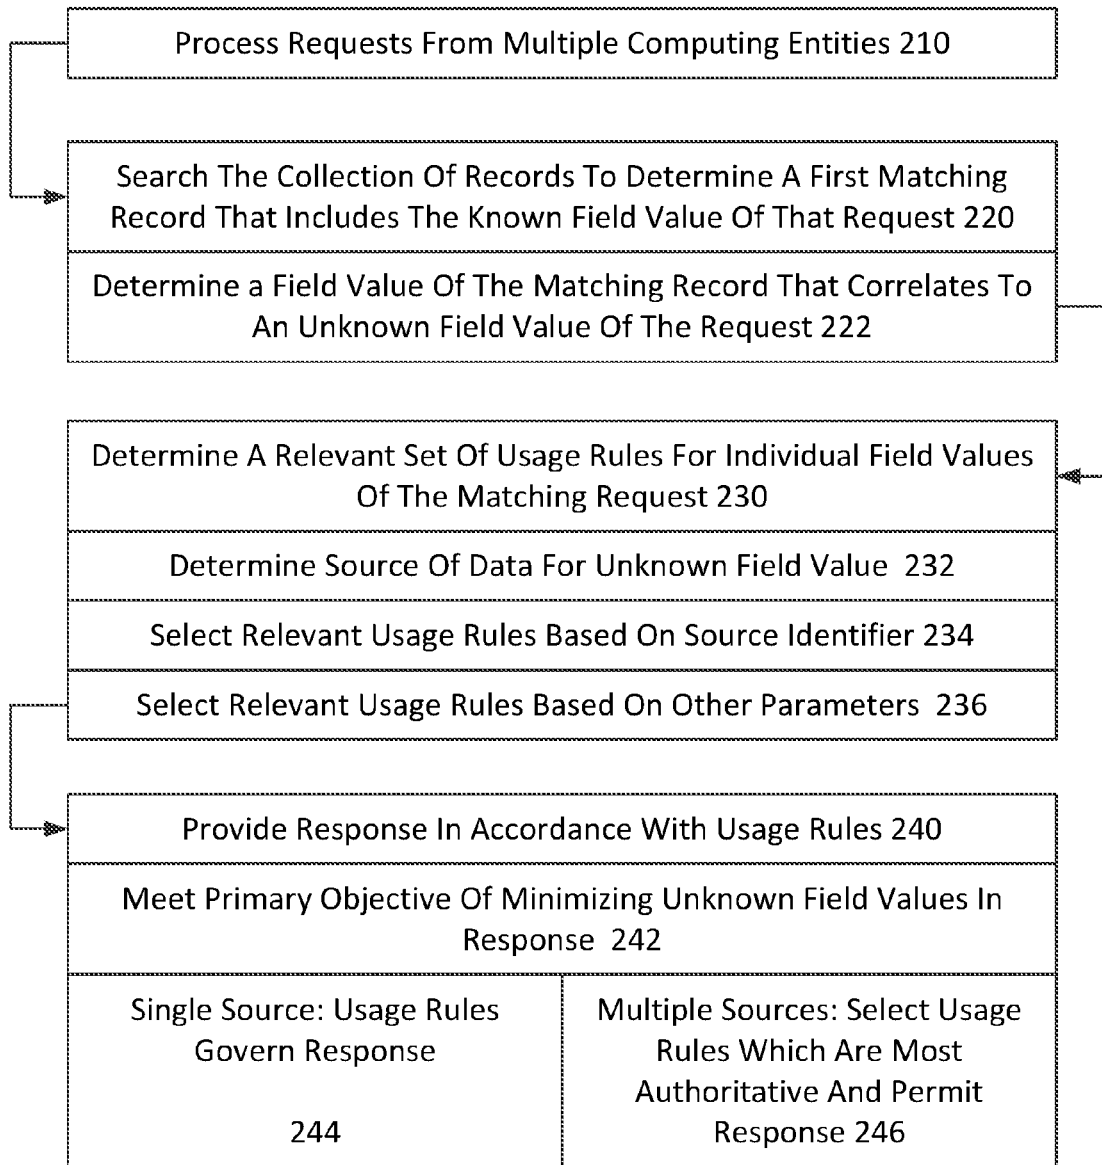 Process Requests From Multiple Computing Entities 210
Search The Collection Of Records To Determine A First Matching
Record That Includes The Known Field Value Of That Request 220
Determine a Field Value Of The Matching Record That Correlates To
An Unknown Field Value Of The Request 222
Determine A Relevant Set Of Usage Rules For Individual Field Values
Of The Matching Request 230
Determine Source Of Data For Unknown Field Value 232
Select Relevant Usage Rules Based On Source Identifier 234
Select Relevant Usage Rules Based On Other Parameters 236
Provide Response In Accordance With Usage Rules 240
Meet Primary Objective Of Minimizing Unknown Field Values In
Response 242
Single Source: Usage Rules
Govern Response
244
Multiple Sources: Select Usage
Rules Which Are Most
Authoritative And Permit
Response 246